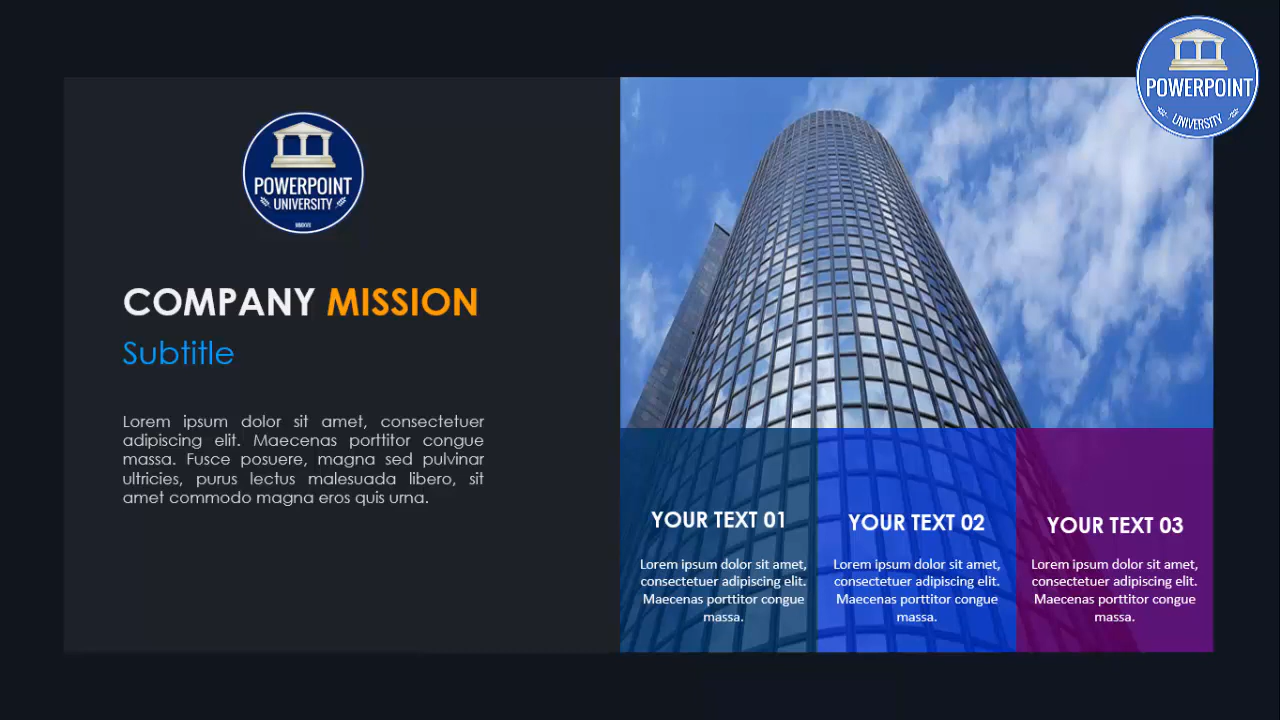 POWERPOINT
UNIVERSITY
POWERPOINT
UNIVERSITY
COMPANY MISSION
Subtitle
Lorem ipsum dolor sit amet, consectetuer
adipiscing elit. Maecenas porttitor congue
massa. Fusce posuere, magna sed pulvinar
ultricies, purus lectus malesuada libero, sit
amet commodo magna eros quis urna.
YOUR TEXT 01
Lorem ipsum dolor sit amet,
consectetuer adipiscing elit.
Maecenas porttitor congue
massa.
YOUR TEXT 02
Lorem ipsum dolor sit amet,
consectetuer adipiscing elit.
Maecenas porttitor congue
massa.
YOUR TEXT 03
Lorem ipsum dolor sit amet,
consectetuer adipiscing elit.
Maecenas porttitor congue
massa.